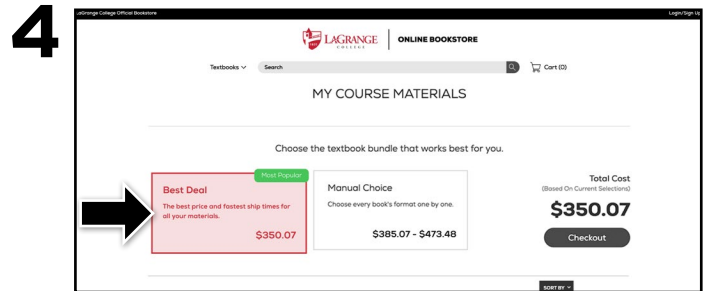 4
LaGrange College Official Bookstore
Login/Sign Up
LAGRANGE
COLLEGE
ONLINE BOOKSTORE
Textbooks
Search
Cart (0)
MY COURSE MATERIALS
Choose the textbook bundle that works best for you.
Most Popular
Best Deal
The best price and fastest ship times for
all your materials.
$350.07
Manual Choice
Choose every book's format one by one.
$385.07 - $473.48
Total Cost
(Based On Current Selections)
$350.07
Checkout
SORT BY